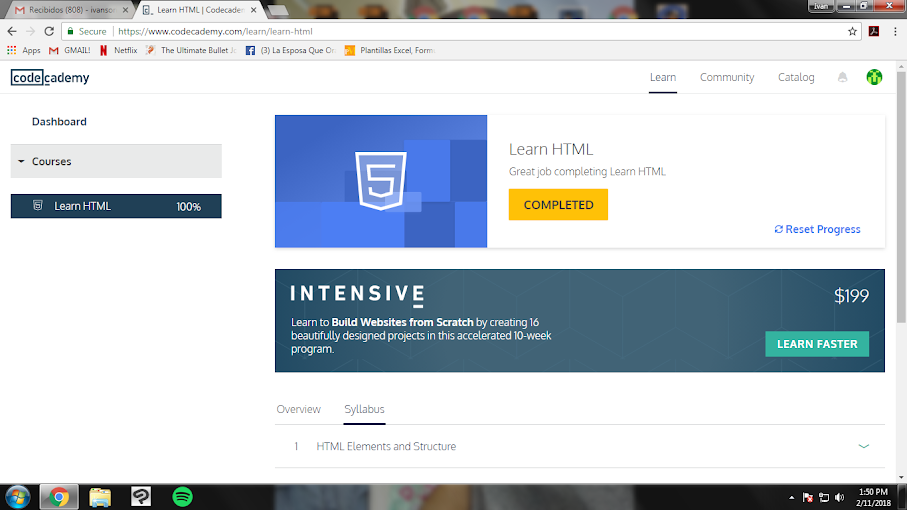 Recibidos (808) - ivanso
Learn HTML | Codecadem
Ivan
Secure
https://www.codecademy.com/learn/learn-html
Apps
GMAIL!
Netflix
The Ultimate Bullet Jo
(3) La Esposa Que On
Plantillas Excel, Formu
codecademy
Learn
Community
Catalog
Dashboard
Courses
Learn HTML 100%
Learn HTML
Great job completing Learn HTML
COMPLETED
Reset Progress
INTENSIVE
$199
Learn to Build Websites from Scratch by creating 16
beautifully designed projects in this accelerated 10-week
program.
LEARN FASTER
Overview
Syllabus
1 HTML Elements and Structure
1:50 PM
2/11/2018